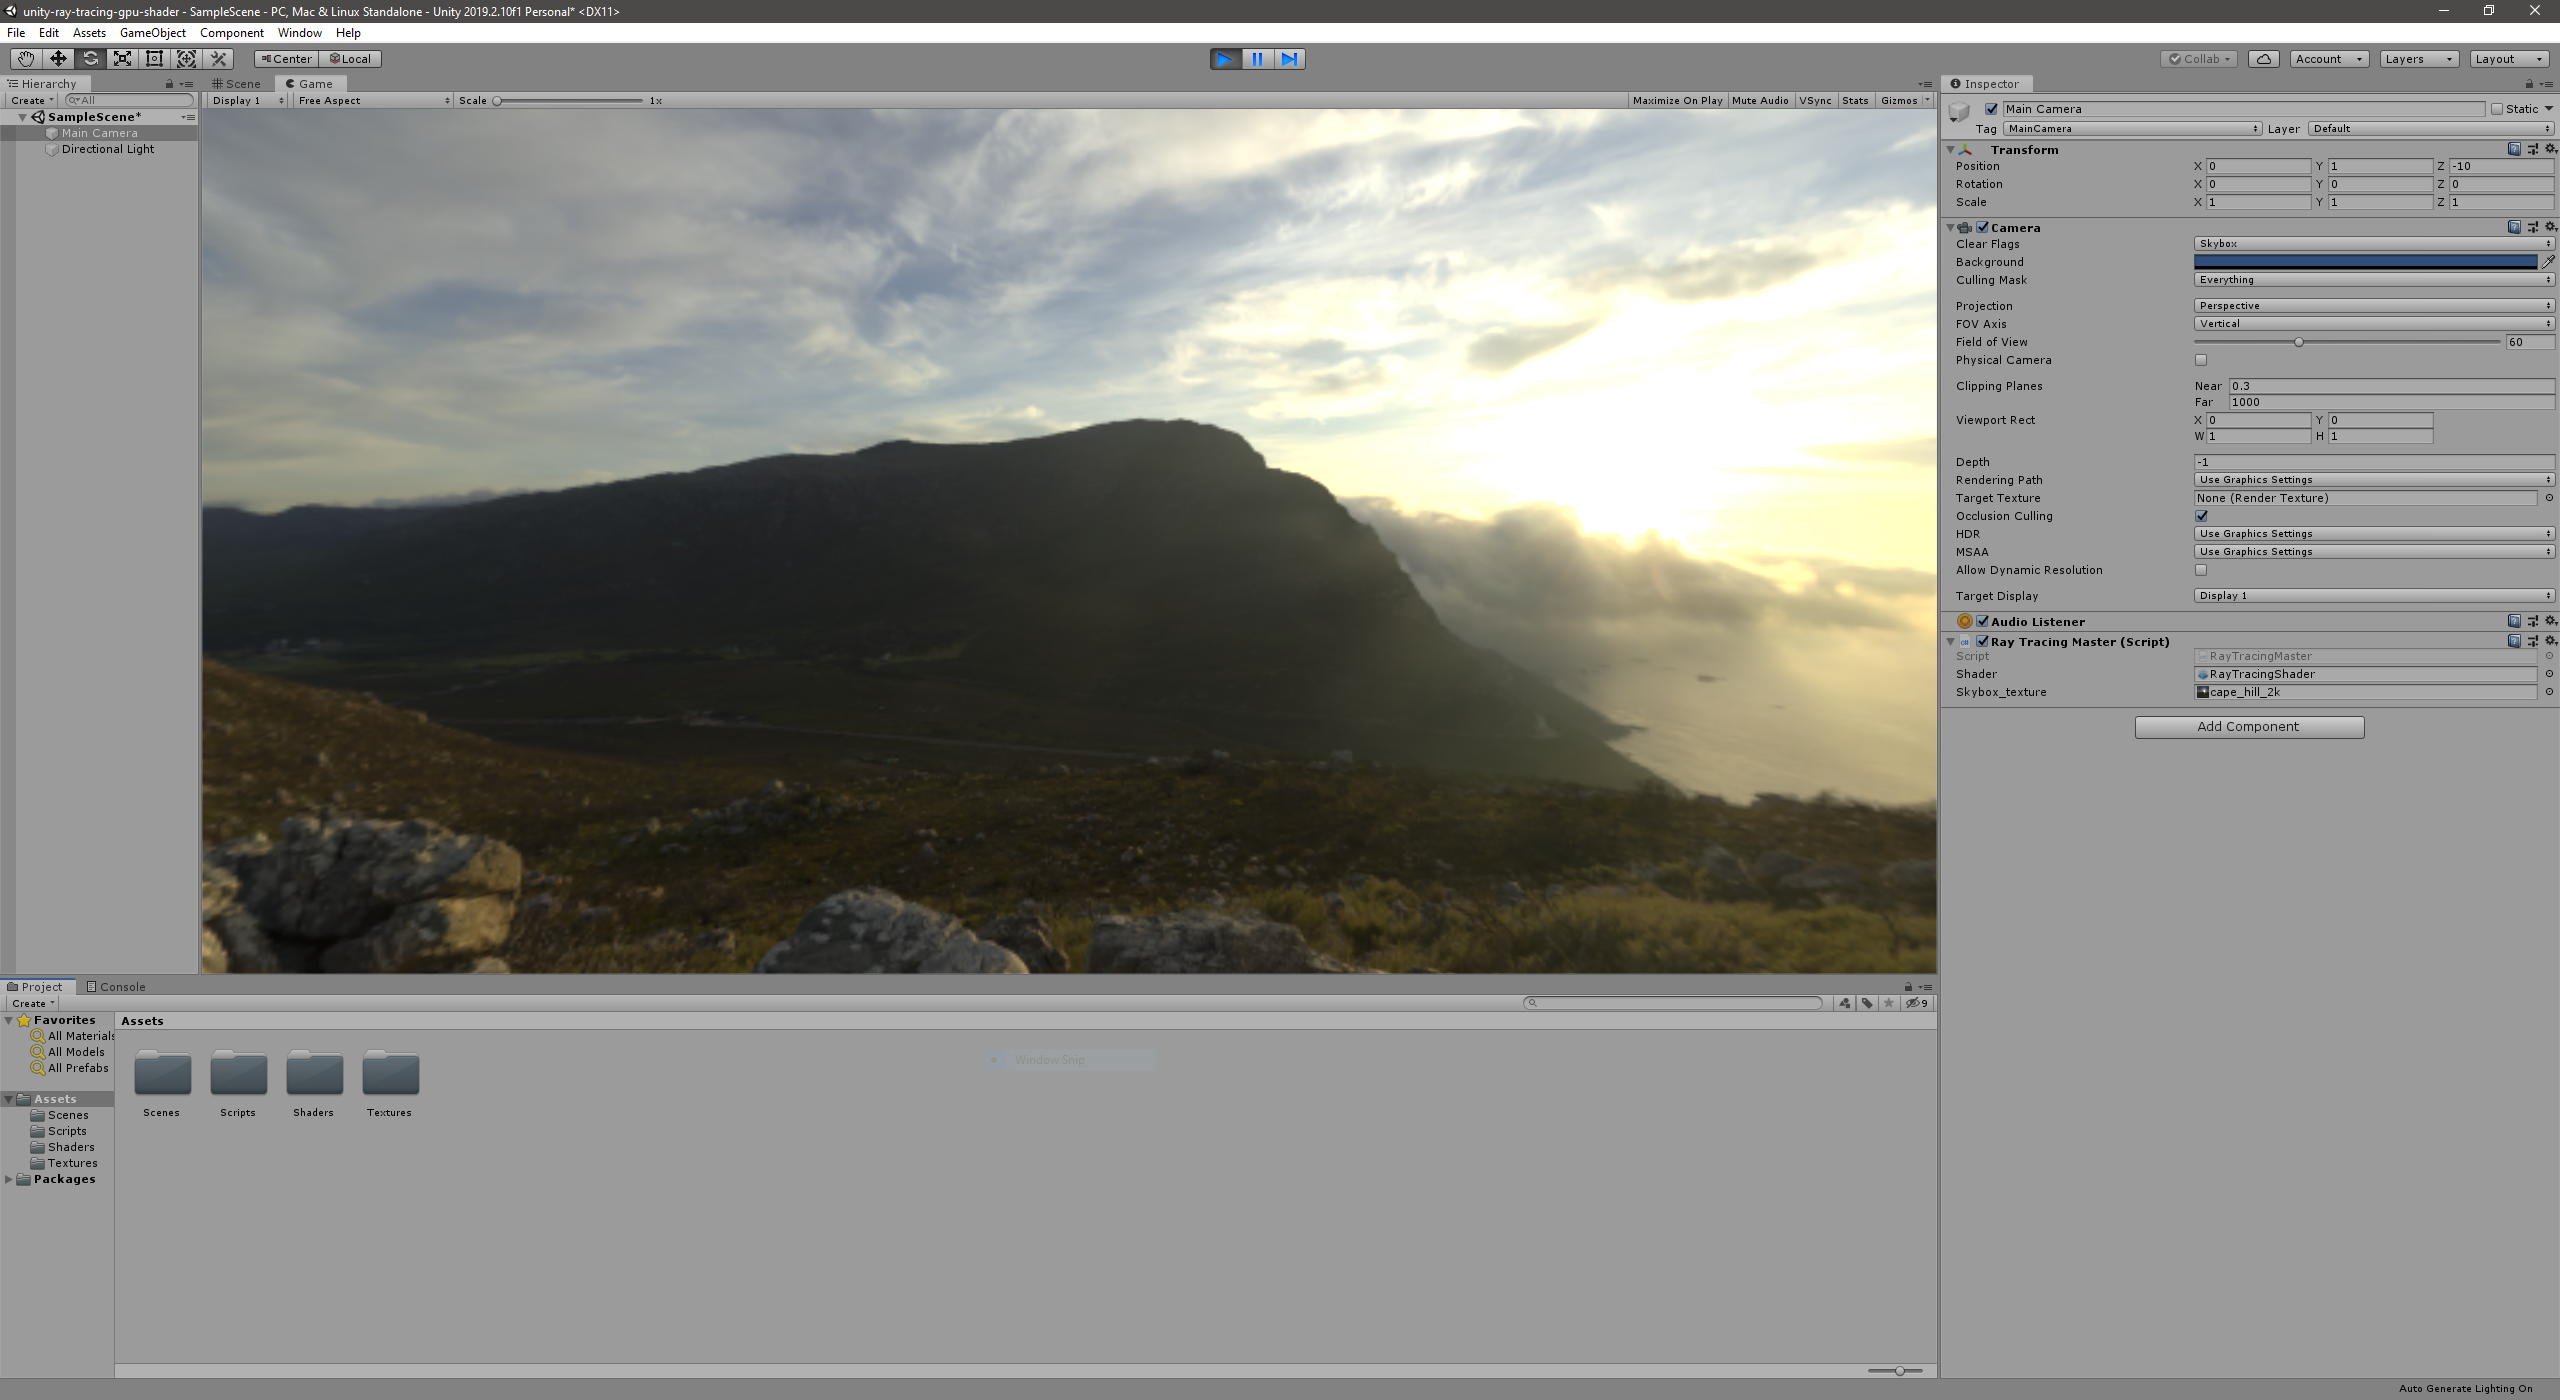 unity-ray-tracing-gpu-shader - SampleScene - PC, Mac & Linux Standalone - Unity 2019.2.10f1 Personal* <DX11>
File Edit Assets GameObject Component Window Help
Center Local Collab Account Layers Layout
Hierarchy
Create All
SampleScene*
Main Camera
Directional Light
Scene Game
Display 1 Free Aspect Scale 1x Maximize On Play Mute Audio VSync Stats Gizmos
Inspector
Main Camera Static
Tag MainCamera Layer Default
Transform
Position X 0 Y 1 Z -10
Rotation X 0 Y 0 Z 0
Scale X 1 Y 1 Z 1
Camera
Clear Flags Skybox
Background
Culling Mask Everything
Projection Perspective
FOV Axis Vertical
Field of View 60
Physical Camera
Clipping Planes Near 0.3
Far 1000
Viewport Rect X 0 Y 0
W 1 H 1
Depth -1
Rendering Path Use Graphics Settings
Target Texture None (Render Texture)
Occlusion Culling
HDR Use Graphics Settings
MSAA Use Graphics Settings
Allow Dynamic Resolution
Target Display Display 1
Audio Listener
Ray Tracing Master (Script)
Script RayTracingMaster
Shader RayTracingShader
Skybox_texture cape_hill_2k
Add Component
Project Console
Create 9
Favorites
All Materials
All Models
All Prefabs
Assets
Scenes
Scripts
Shaders
Textures
Packages
Assets
Scenes Scripts Shaders Textures
Window Snip
Auto Generate Lighting On